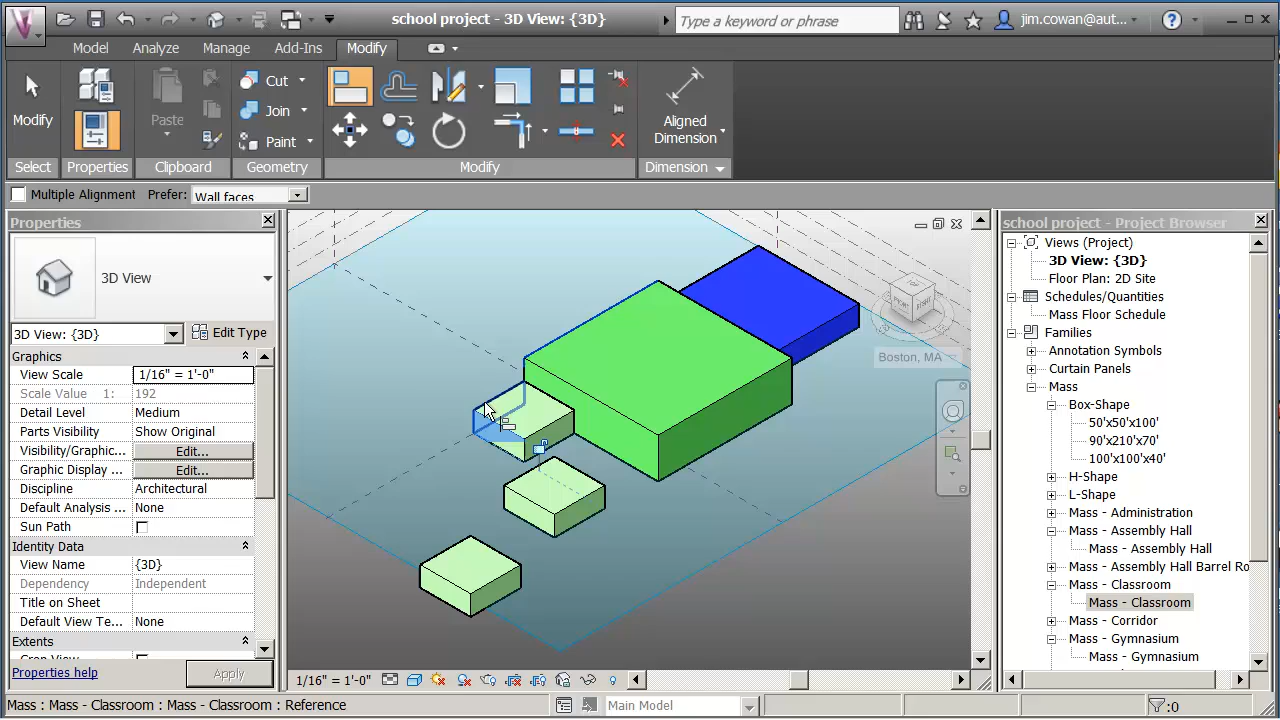 school project - 3D View: {3D}
Type a keyword or phrase
jim.cowan@aut...
Model
Analyze
Manage
Add-Ins
Modify
Modify
Paste
Cut
Join
Paint
Aligned
Dimension
Select
Properties
Clipboard
Geometry
Modify
Dimension
Multiple Alignment
Prefer:
Wall faces
Properties
3D View
3D View: {3D}
Edit Type
Graphics
View Scale
1/16" = 1'-0"
Scale Value 1:
192
Detail Level
Medium
Parts Visibility
Show Original
Visibility/Graphic...
Edit...
Graphic Display ...
Edit...
Discipline
Architectural
Default Analysis ...
None
Sun Path
Identity Data
View Name
{3D}
Dependency
Independent
Title on Sheet
Default View Te...
None
Extents
Properties help
Apply
Boston, MA
1/16" = 1'-0"
school project - Project Browser
Views (Project)
3D View: {3D}
Floor Plan: 2D Site
Schedules/Quantities
Mass Floor Schedule
Families
Annotation Symbols
Curtain Panels
Mass
Box-Shape
50'x50'x100'
90'x210'x70'
100'x100'x40'
H-Shape
L-Shape
Mass - Administration
Mass - Assembly Hall
Mass - Assembly Hall
Mass - Assembly Hall Barrel Ro
Mass - Classroom
Mass - Classroom
Mass - Corridor
Mass - Gymnasium
Mass - Gymnasium
Mass : Mass - Classroom : Mass - Classroom : Reference
Main Model
:0